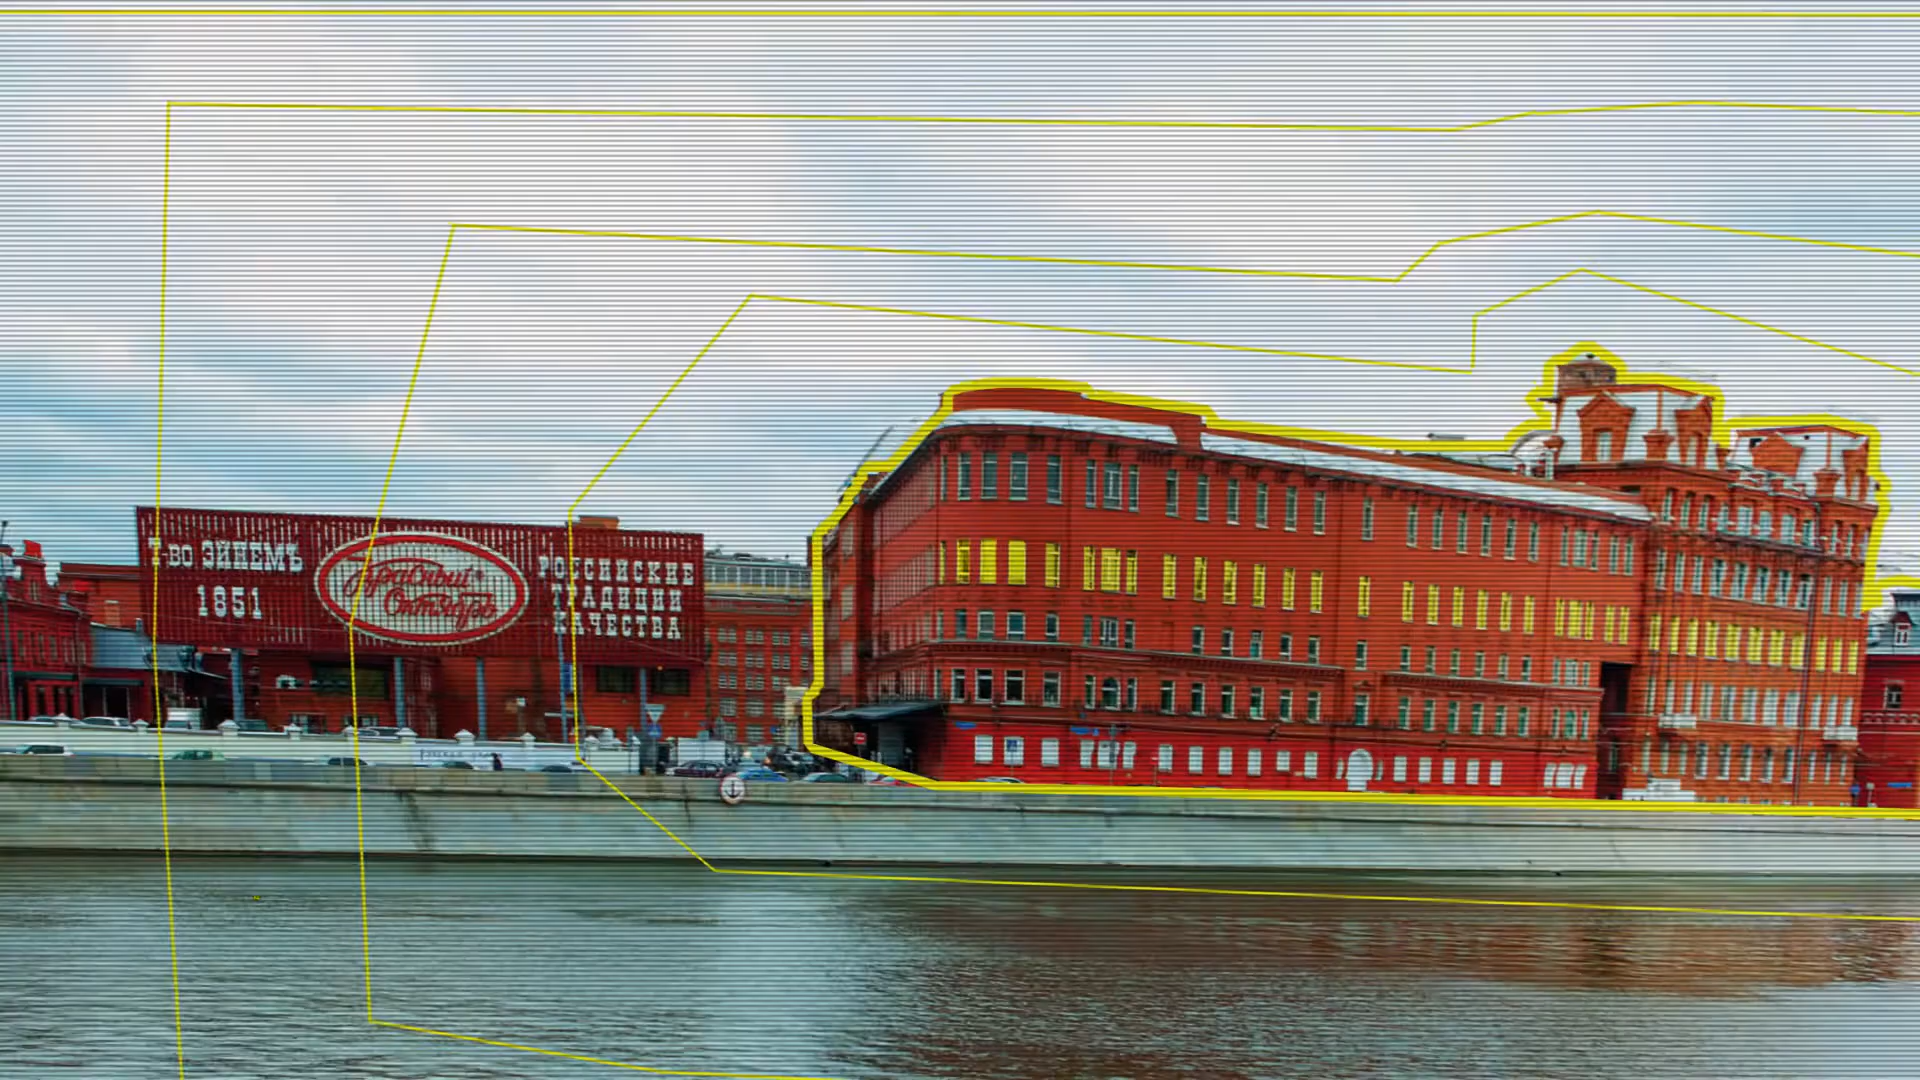 Т-ВО ЭЙНЕМЪ
1851
Красный
Октябрь
РОССИЙСКИЕ
ТРАДИЦИИ
КАЧЕСТВА